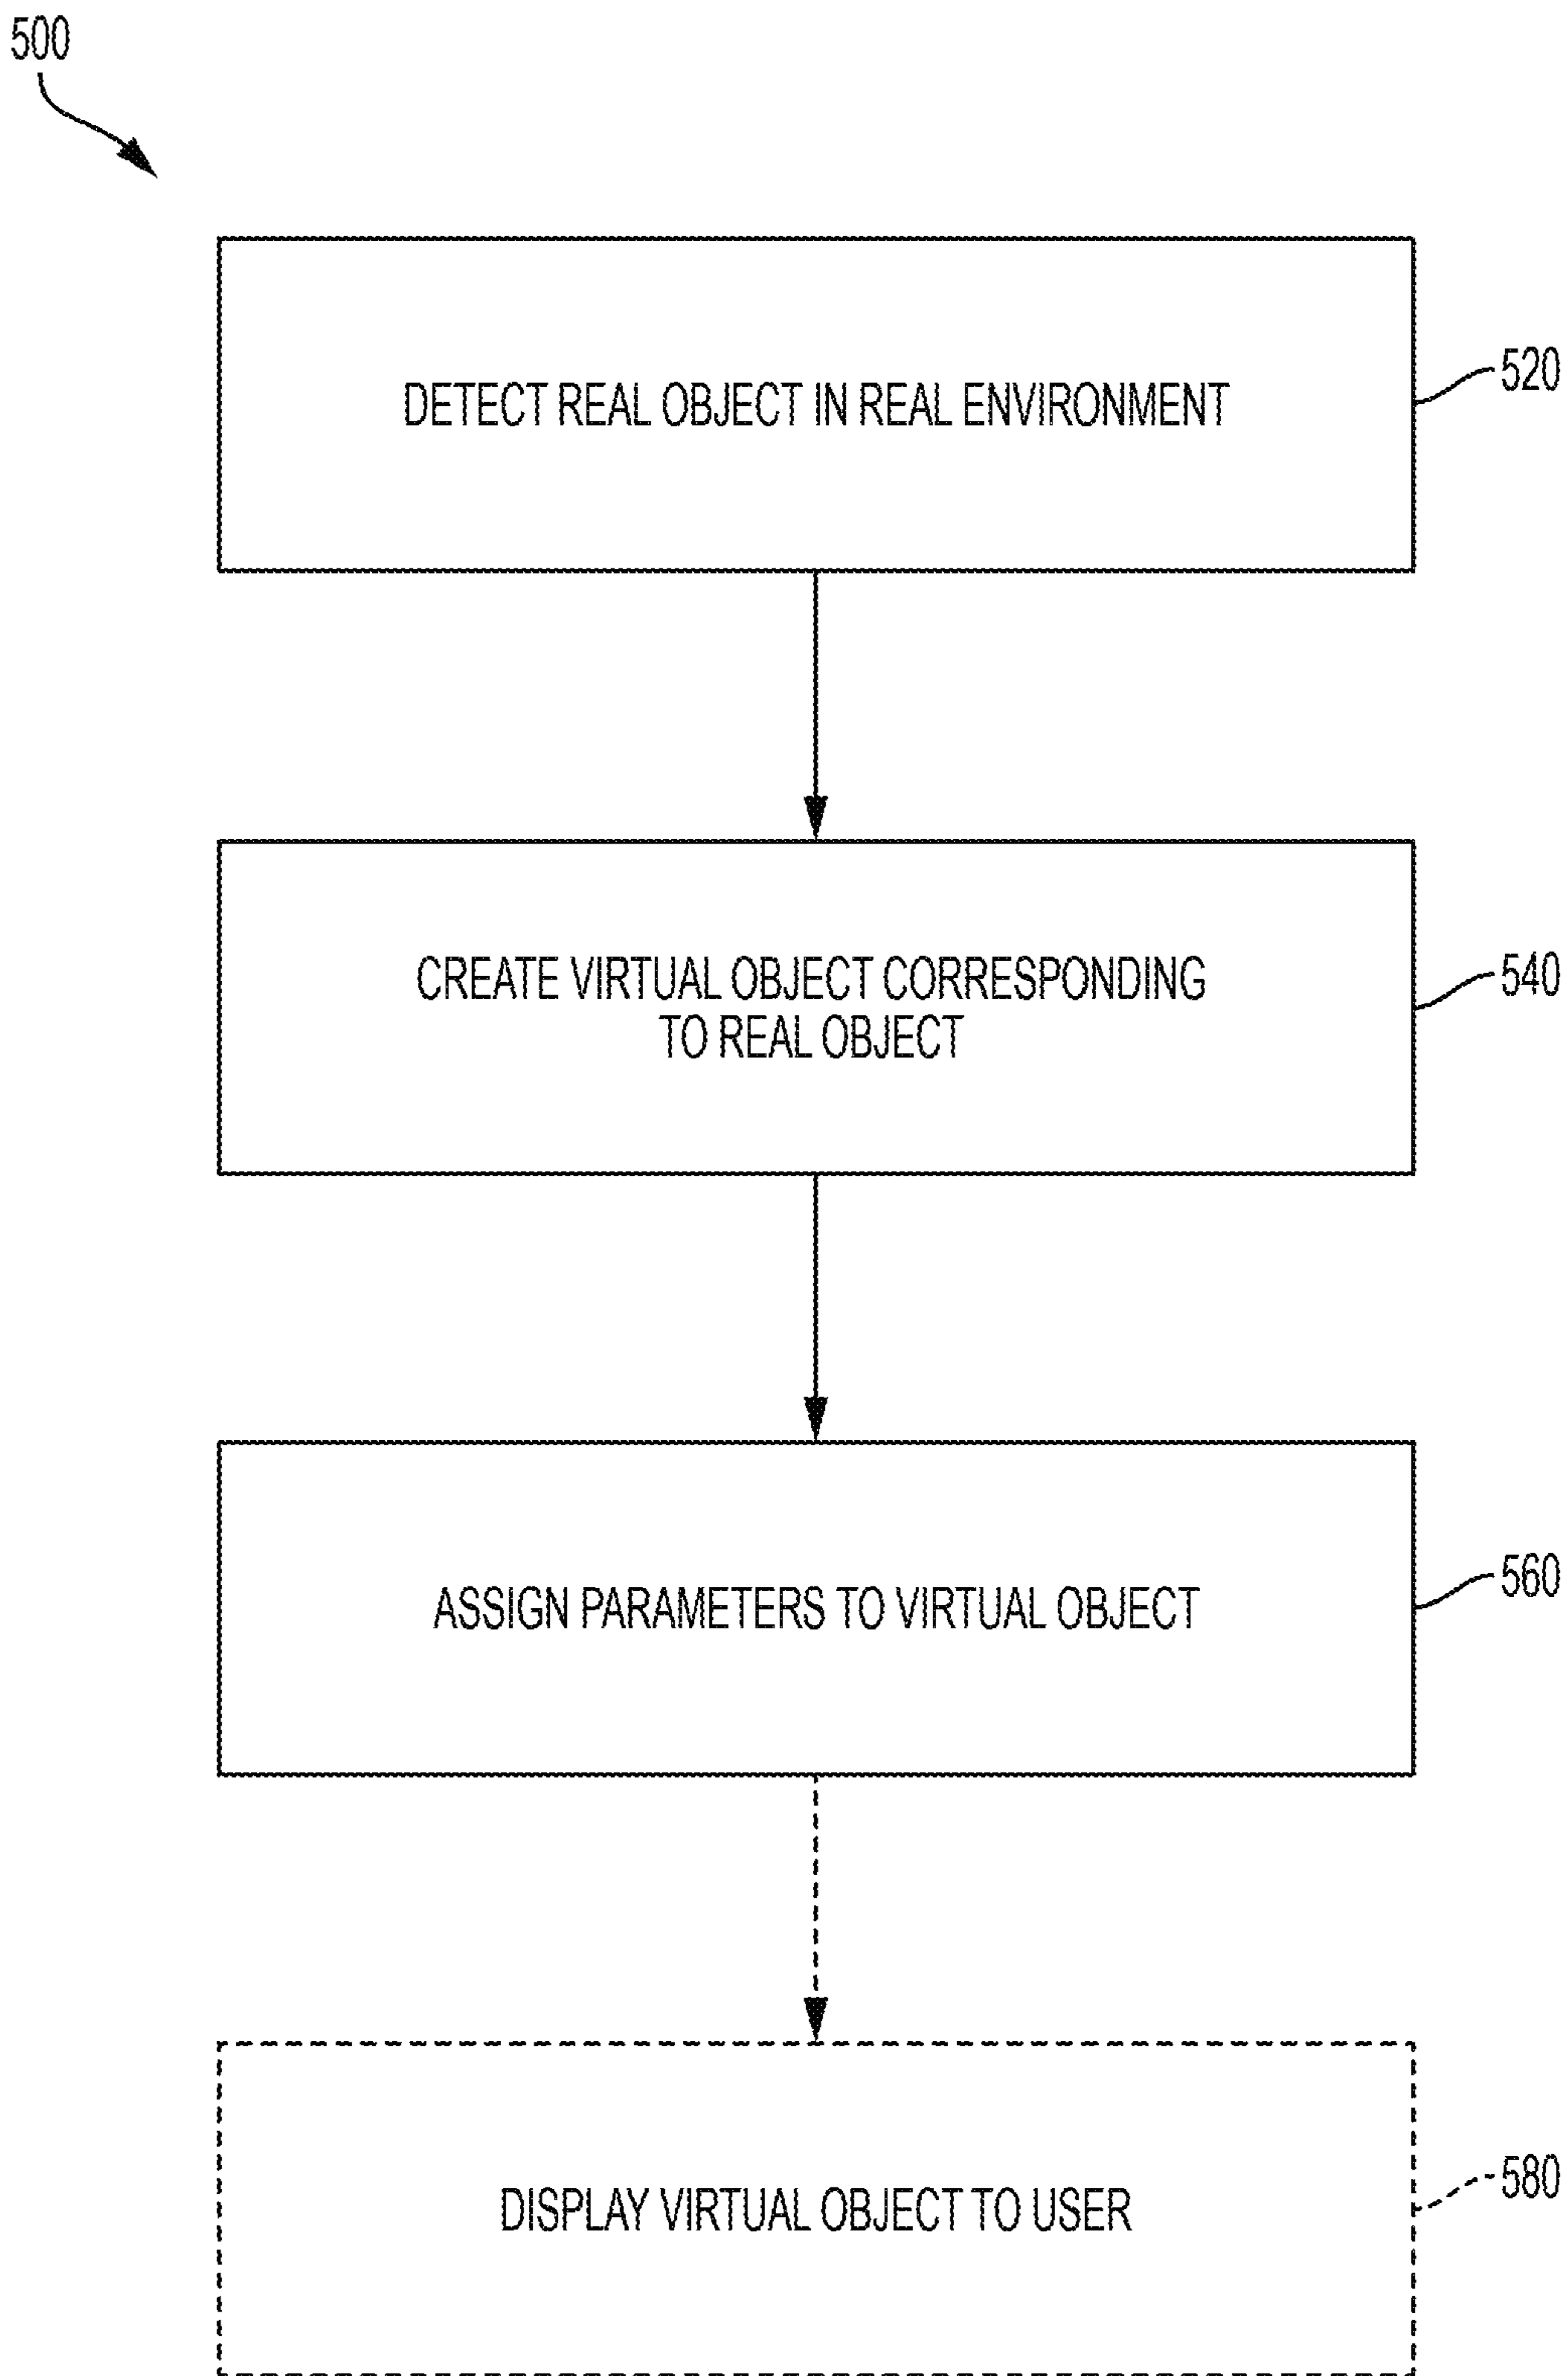 500
DETECT REAL OBJECT IN REAL ENVIRONMENT
520
CREATE VIRTUAL OBJECT CORRESPONDING
TO REAL OBJECT
540
ASSIGN PARAMETERS TO VIRTUAL OBJECT
560
DISPLAY VIRTUAL OBJECT TO USER
580